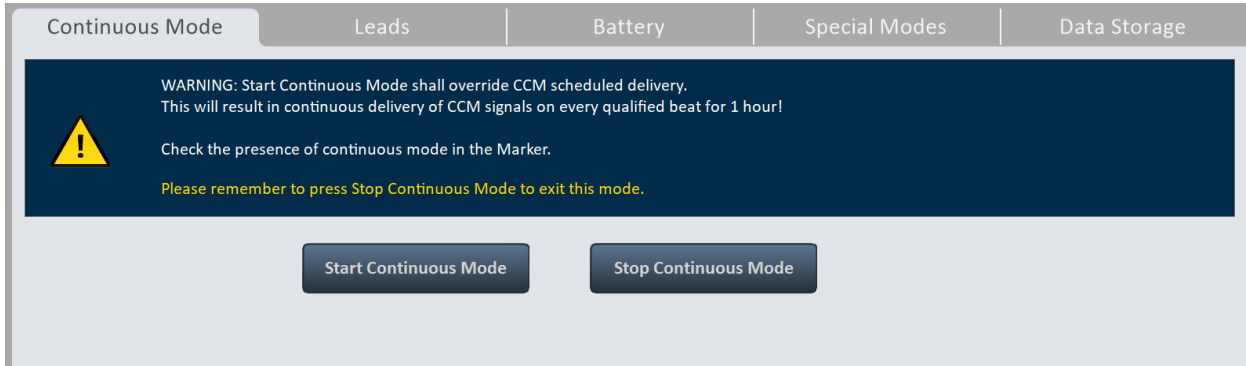 Continuous Mode
Leads
Battery
Special Modes
Data Storage
WARNING: Start Continuous Mode shall override CCM scheduled delivery.
This will result in continuous delivery of CCM signals on every qualified beat for 1 hour!
Check the presence of continuous mode in the Marker.
Please remember to press Stop Continuous Mode to exit this mode.
Start Continuous Mode
Stop Continuous Mode